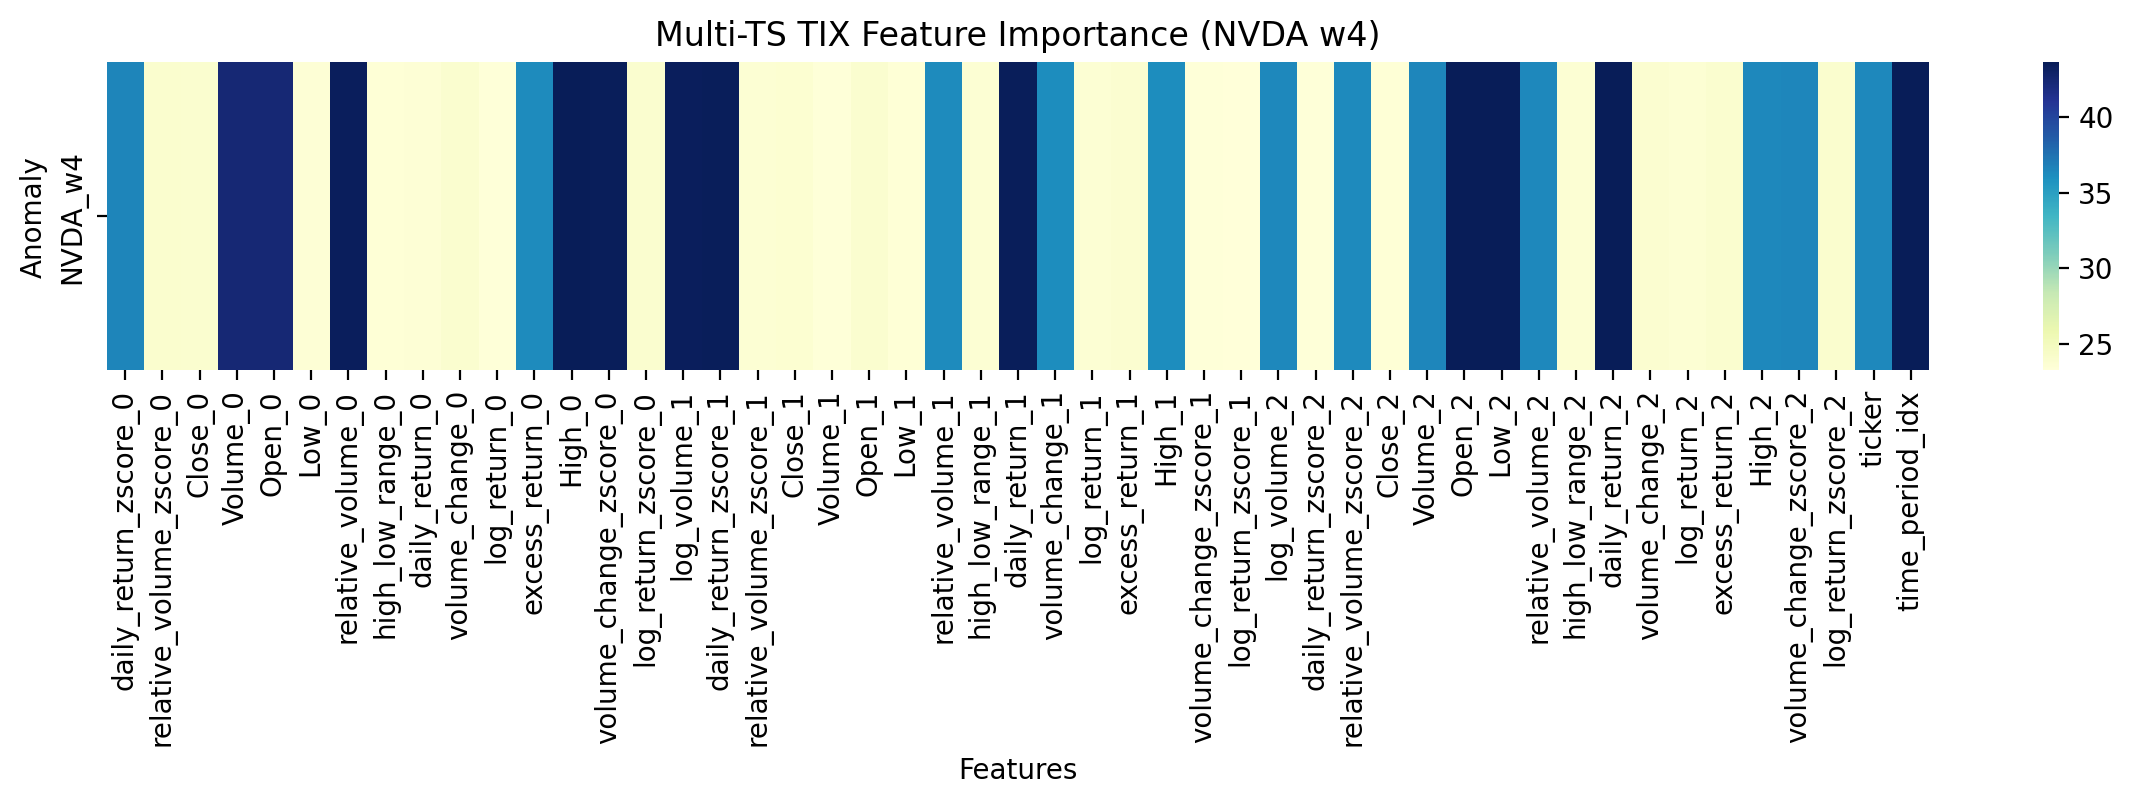 Multi-TS TIX Feature Importance (NVDA w4)
Anomaly
NVDA_w4
40
35
30
25
daily_return_zscore_0
relative_volume_zscore_0
Close_0
Volume_0
Open_0
Low_0
relative_volume_0
high_low_range_0
daily_return_0
volume_change_0
log_return_0
excess_return_0
High_0
volume_change_zscore_0
log_return_zscore_0
log_volume_1
daily_return_zscore_1
relative_volume_zscore_1
Close_1
Volume_1
Open_1
Low_1
relative_volume_1
high_low_range_1
daily_return_1
volume_change_1
log_return_1
excess_return_1
High_1
volume_change_zscore_1
log_return_zscore_1
log_volume_2
daily_return_zscore_2
relative_volume_zscore_2
Close_2
Volume_2
Open_2
Low_2
relative_volume_2
high_low_range_2
daily_return_2
volume_change_2
log_return_2
excess_return_2
High_2
volume_change_zscore_2
log_return_zscore_2
ticker
time_period_idx
Features